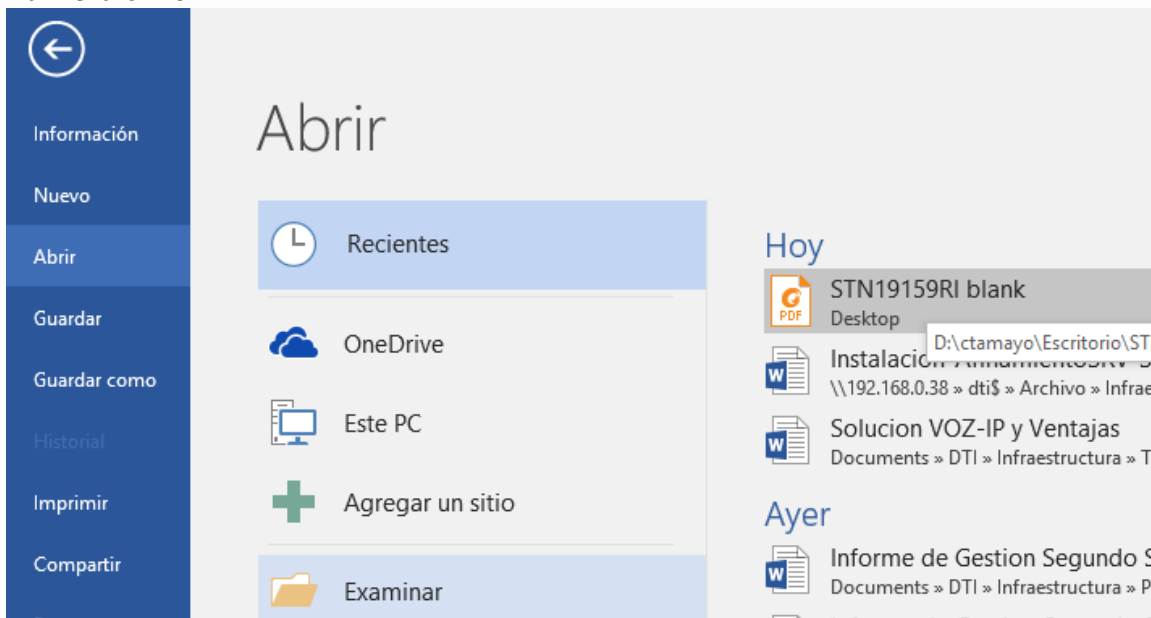 Abrir
Información
Nuevo
Abrir
Guardar
Guardar como
Historial
Imprimir
Compartir
Recientes
OneDrive
Este PC
Agregar un sitio
Examinar
Hoy
PDF
STN19159RI blank
Desktop
D:\ctamayo\Escritorio\ST
W
\\192.168.0.38 » dti$ » Archivo » Infrae
W
Solucion VOZ-IP y Ventajas
Documents » DTI » Infraestructura » T
Ayer
W
Informe de Gestion Segundo S
Documents » DTI » Infraestructura » P